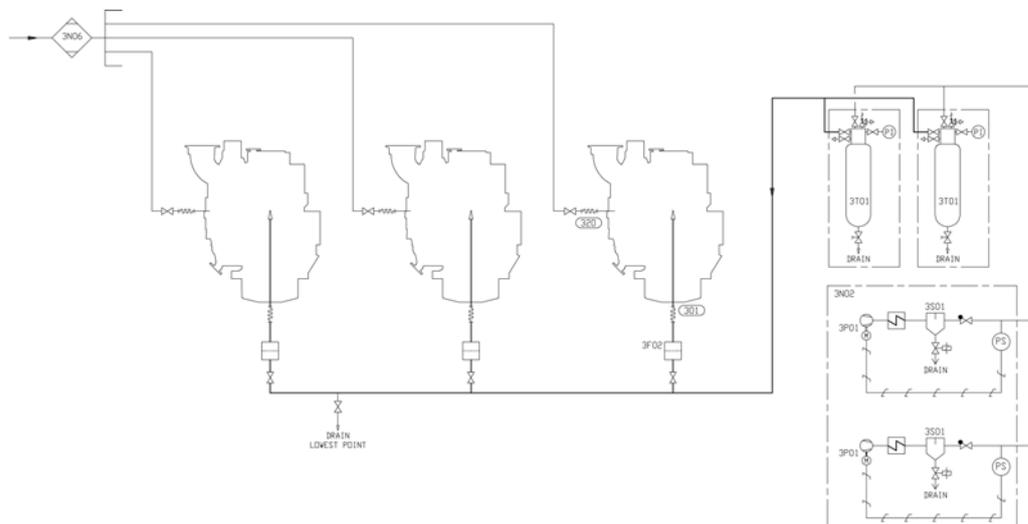 3N06
320
301
3F02
DRAIN
LOWEST POINT
PI
PI
3T01
3T01
DRAIN
DRAIN
3N02
3S01
3P01
M
PS
DRAIN
3S01
3P01
M
PS
DRAIN